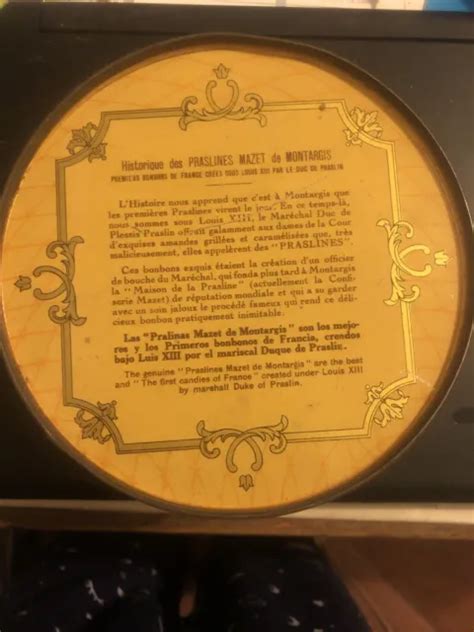 Historique des PRASLINES MAZET de MONTARGIS
PREMIERS BONBONS DE FRANCE CRÉÉS SOUS LOUIS XIII PAR LE DUC DE PRASLIN
L'Histoire nous apprend que c'est à Montargis que
les premières Praslines virent le jour. En ce temps-là,
nous sommes sous Louis XIII, le Maréchal Duc de
Plessis Praslin offrait galamment aux dames de la Cour
d'exquises amandes grillées et caramélisées que, très
malicieusement, elles appelèrent des "PRASLINES".
Ces bonbons exquis étaient la création d'un officier
de bouche du Maréchal, qui fonda plus tard à Montargis
la "Maison de la Prasline" (actuellement la Confi-
serie Mazet) de réputation mondiale et qui a su garder
avec un soin jaloux le procédé fameux qui rend ce déli-
cieux bonbon pratiquement inimitable.
Las "Pralinas Mazet de Montargis" son los mejo-
res y los Primeros bonbonos de Francia, creados
bajo Luis XIII por el mariscal Duque de Praslin.
The genuine "Praslines Mazet de Montargis" are the best
and "The first candies of France" created under Louis XIII
by marshall Duke of Praslin.